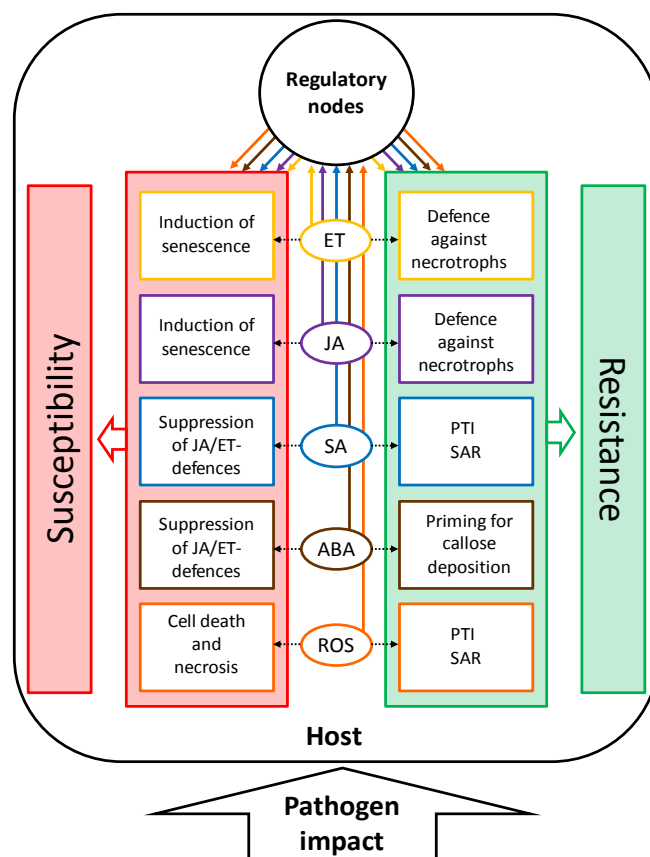 Regulatory
nodes
Susceptibility
Induction of
senescence
ET
Defence
against
necrotrophs
Induction of
senescence
JA
Defence
against
necrotrophs
Suppression
of JA/ET-
defences
SA
PTI
SAR
Suppression
of JA/ET-
defences
ABA
Priming for
callose
deposition
Cell death
and
necrosis
ROS
PTI
SAR
Resistance
Host
Pathogen
impact